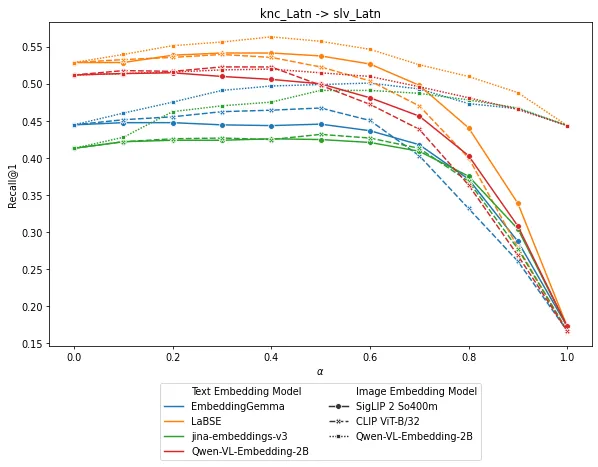 knc_Latn -> slv_Latn
Recall@1
0.55
0.50
0.45
0.40
0.35
0.30
0.25
0.20
0.15
0.0 0.2 0.4 0.6 0.8 1.0
α
Text Embedding Model
EmbeddingGemma
LaBSE
jina-embeddings-v3
Qwen-VL-Embedding-2B
Image Embedding Model
SigLIP 2 So400m
CLIP ViT-B/32
Qwen-VL-Embedding-2B